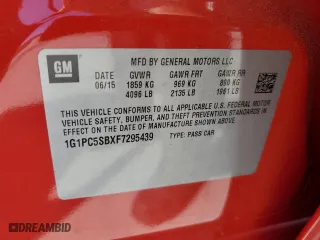 GM
MFD BY GENERAL MOTORS LLC
DATE GVWR GAWR FRT GAWR RR
06/15 1859 KG 969 KG 890 KG
4098 LB 2135 LB 1961 LB
THIS VEHICLE CONFORMS TO ALL APPLICABLE U.S. FEDERAL MOTOR
VEHICLE SAFETY, BUMPER, AND THEFT PREVENTION STANDARDS
IN EFFECT ON THE DATE OF MANUFACTURE SHOWN ABOVE.
1G1PC5SBXF7295439 TYPE: PASS CAR